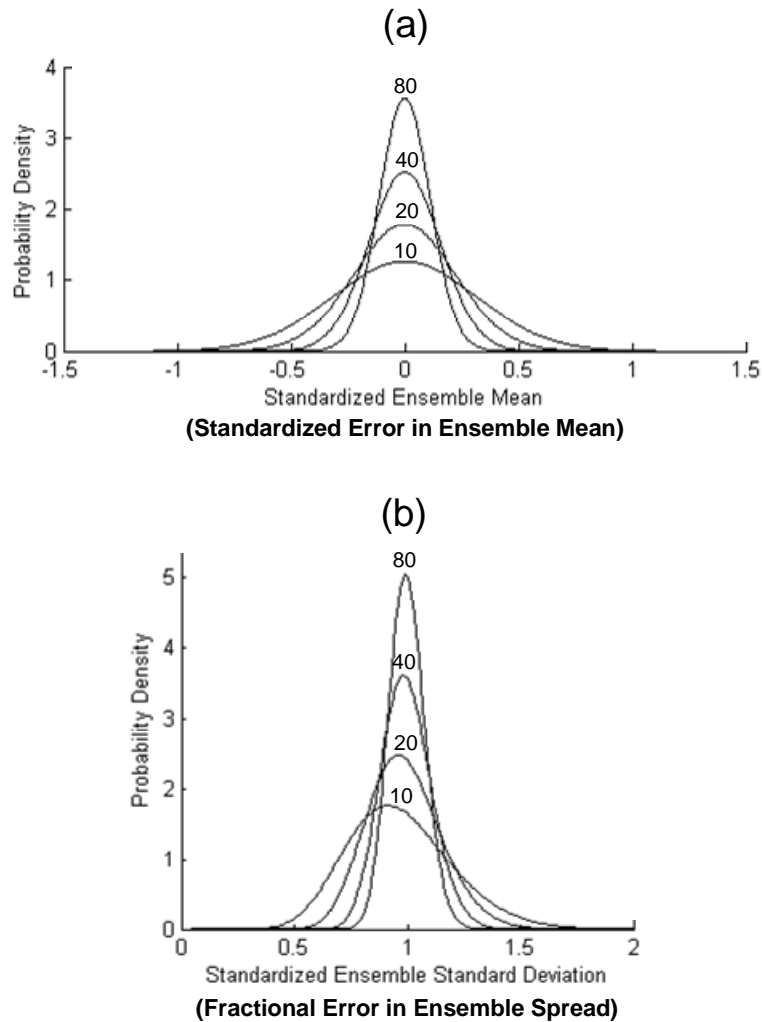 (a)
4
3
2
1
0
Probability Density
80
40
20
10
-1.5 -1 -0.5 0 0.5 1 1.5
Standardized Ensemble Mean
(Standardized Error in Ensemble Mean)
(b)
5
4
3
2
1
0
Probability Density
80
40
20
10
0 0.5 1 1.5 2
Standardized Ensemble Standard Deviation
(Fractional Error in Ensemble Spread)